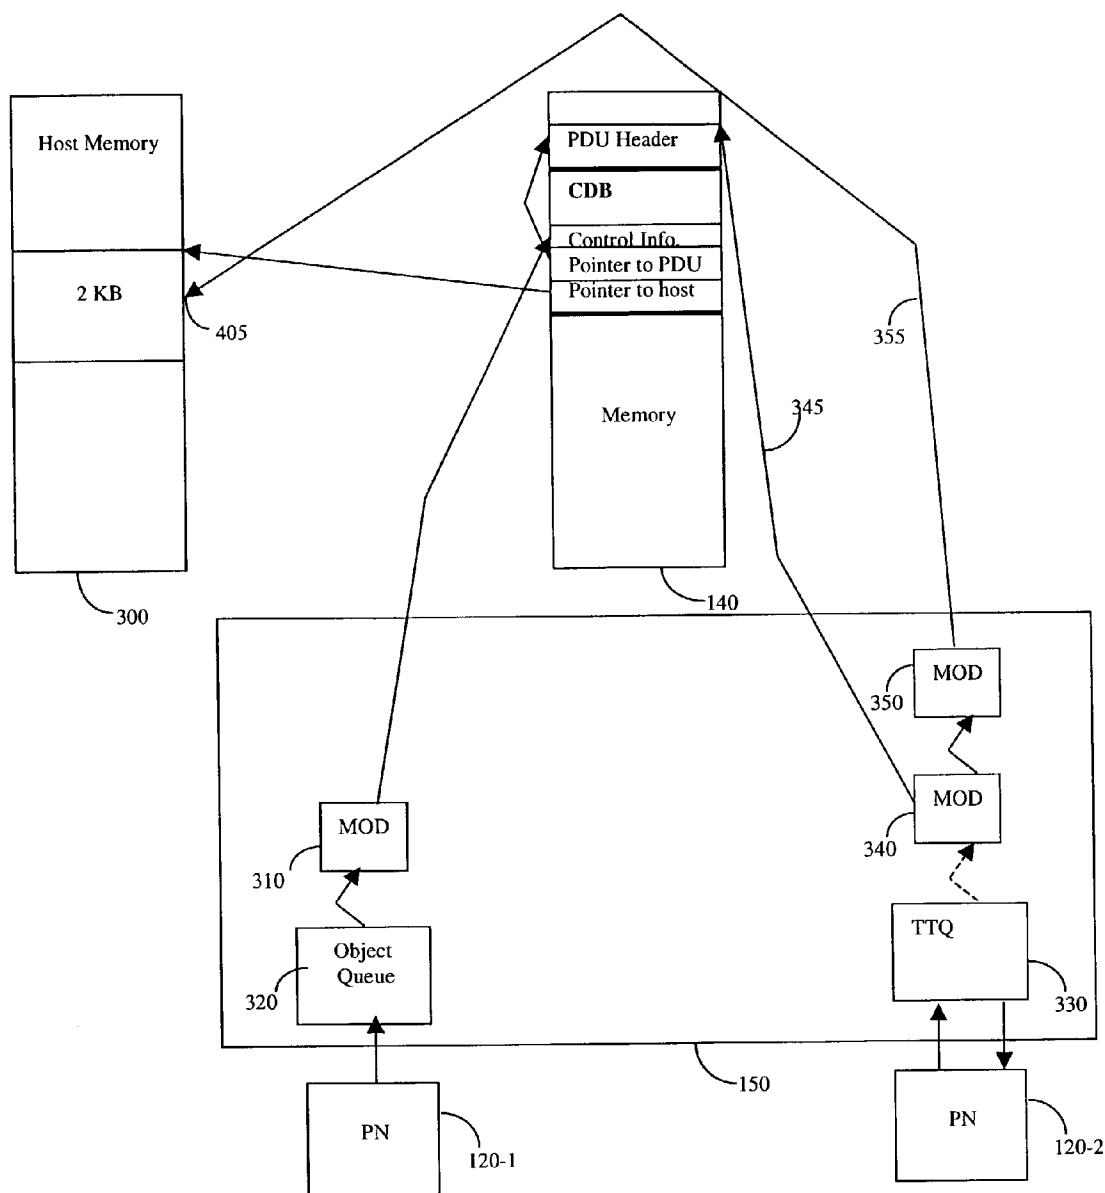 Host Memory
PDU Header
CDB
Control Info.
Pointer to PDU
2 KB
Pointer to host
405
355
Memory
345
300
140
MOD
350
MOD
MOD
340
310
TTQ
Object
Queue
320
330
150
PN
PN
120-1
120-2